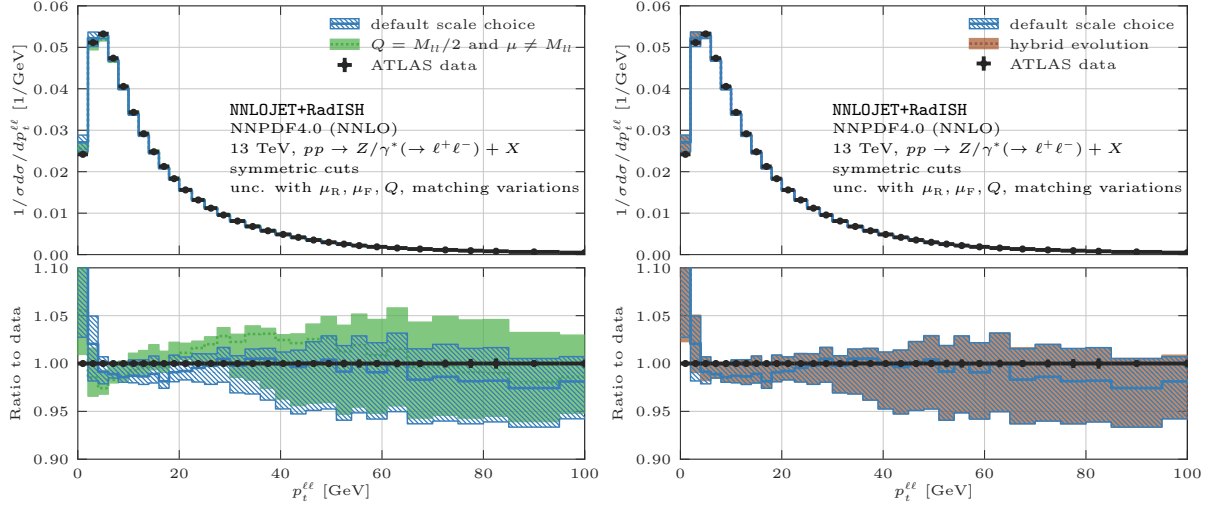 0.06
0.05
0.04
0.03
0.02
0.01
0.00
1/σ dσ/dp_t^{ℓℓ} [1/GeV]
default scale choice
Q = M_{ll}/2 and μ ≠ M_{ll}
ATLAS data
NNLOJET+RadISH
NNPDF4.0 (NNLO)
13 TeV, pp → Z/γ*(→ ℓ⁺ℓ⁻) + X
symmetric cuts
unc. with μ_R, μ_F, Q, matching variations
1.10
1.05
1.00
0.95
0.90
Ratio to data
0 20 40 60 80 100
p_t^{ℓℓ} [GeV]
0.06
0.05
0.04
0.03
0.02
0.01
0.00
1/σ dσ/dp_t^{ℓℓ} [1/GeV]
default scale choice
hybrid evolution
ATLAS data
NNLOJET+RadISH
NNPDF4.0 (NNLO)
13 TeV, pp → Z/γ*(→ ℓ⁺ℓ⁻) + X
symmetric cuts
unc. with μ_R, μ_F, Q, matching variations
1.10
1.05
1.00
0.95
0.90
Ratio to data
0 20 40 60 80 100
p_t^{ℓℓ} [GeV]